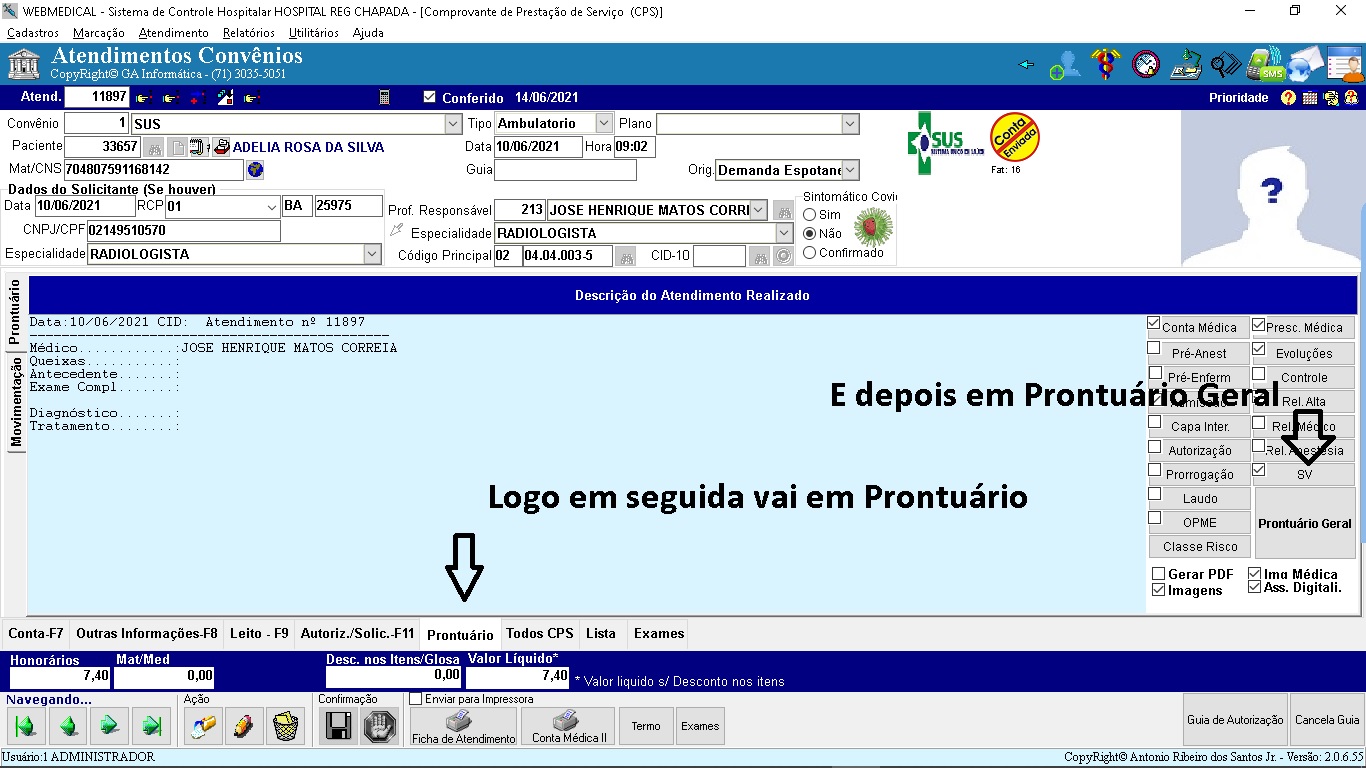 WEBMEDICAL - Sistema de Controle Hospitalar HOSPITAL REG CHAPADA - [Comprovante de Prestação de Serviço (CPS)]
Cadastros Marcação Atendimento Relatórios Utilitários Ajuda
Atendimentos Convênios
CopyRight© GA Informática - (71) 3035-5051
SMS
Atend. 11897 Conferido 14/06/2021 Prioridade
Convênio 1 SUS Tipo Ambulatorio Plano
Paciente 33657 ADELIA ROSA DA SILVA Data 10/06/2021 Hora 09:02
Mat/CNS 704807591168142 Guia Orig. Demanda Espotane
SUS
Conta Enviada
Fat: 16
Dados do Solicitante (Se houver)
Data 10/06/2021 RCP 01 BA 25975
CNPJ/CPF 02149510570
Especialidade RADIOLOGISTA
Prof. Responsável 213 JOSE HENRIQUE MATOS CORRI
Especialidade RADIOLOGISTA
Código Principal 02 04.04.003-5 CID-10
Sintomático Covi
Sim
Não
Confirmado
?
Prontuário
Movimentação
Descrição do Atendimento Realizado
Data:10/06/2021 CID: Atendimento nº 11897
------------------------------------------------
Médico............:JOSE HENRIQUE MATOS CORREIA
Queixas...........:
Antecedente.......:
Exame Compl.......:
Diagnóstico.......:
Tratamento........:
E depois em Prontuário Geral
Logo em seguida vai em Prontuário
Conta Médica Presc. Médica
Pré-Anest Evoluções
Pré-Enferm Controle
Admissão Rel. Alta
Capa Inter. Rel. Médico
Autorização Rel. Anestesia
Prorrogação SV
Laudo
OPME
Classe Risco
Prontuário Geral
Gerar PDF Img Médica
Imagens Ass. Digitali.
Conta-F7 Outras Informações-F8 Leito - F9 Autoriz./Solic.-F11 Prontuário Todos CPS Lista Exames
Honorários Mat/Med Desc. nos Itens/Glosa Valor Líquido*
7,40 0,00 0,00 7,40 * Valor liquido s/ Desconto nos itens
Navegando... Ação Confirmação Enviar para Impressora
Ficha de Atendimento Conta Médica II Termo Exames Guia de Autorização Cancela Guia
Usuário:1 ADMINISTRADOR CopyRight© Antonio Ribeiro dos Santos Jr. - Versão: 2.0.6.55